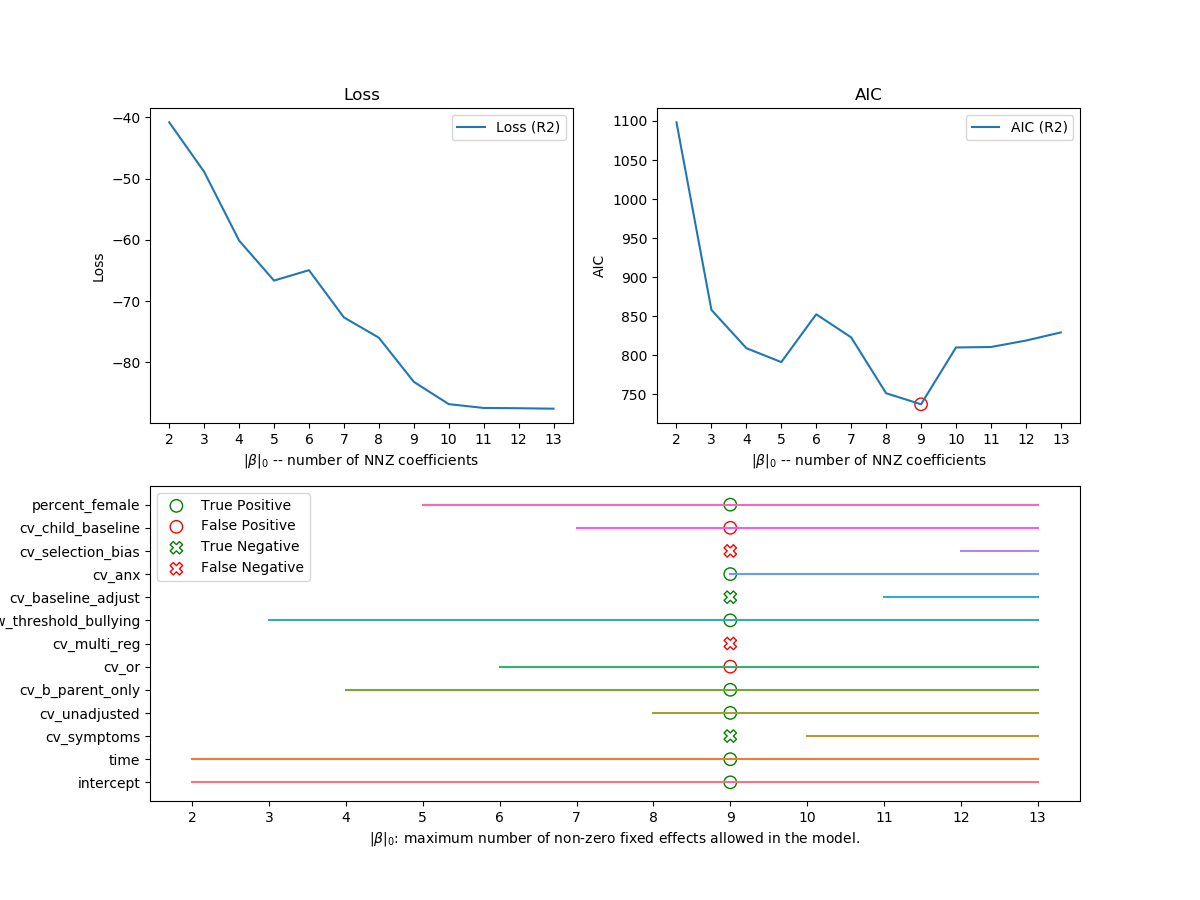 Loss
AIC
Loss (R2)
AIC (R2)
−40
−50
−60
−70
−80
Loss
2 3 4 5 6 7 8 9 10 11 12 13
|β|₀ -- number of NNZ coefficients
1100
1050
1000
950
900
850
800
750
AIC
2 3 4 5 6 7 8 9 10 11 12 13
|β|₀ -- number of NNZ coefficients
True Positive
False Positive
True Negative
False Negative
percent_female
cv_child_baseline
cv_selection_bias
cv_anx
cv_baseline_adjust
w_threshold_bullying
cv_multi_reg
cv_or
cv_b_parent_only
cv_unadjusted
cv_symptoms
time
intercept
2 3 4 5 6 7 8 9 10 11 12 13
|β|₀: maximum number of non-zero fixed effects allowed in the model.